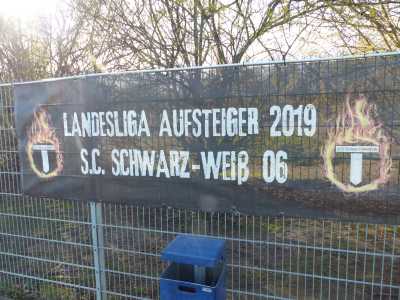 LANDESLIGA AUFSTEIGER 2019
S.C. SCHWARZ-WEIß 06